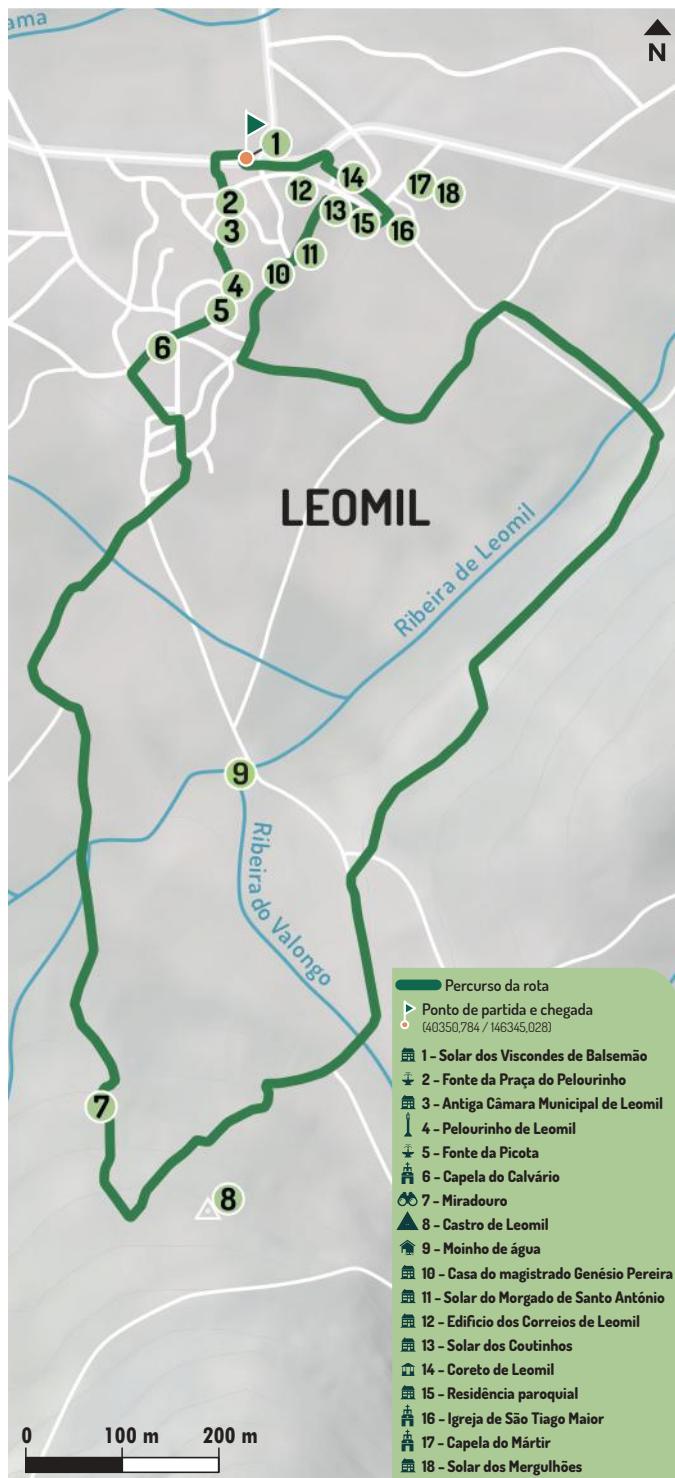 ama
N
1
14
17
18
2
12
13
15
16
3
11
10
4
5
6
LEOMIL
Ribeira de Leomil
9
Ribeira do Valongo
7
8
Percurso da rota
Ponto de partida e chegada
(40350,784 / 146345,028)
1 - Solar dos Viscondes de Balsemão
2 - Fonte da Praça do Pelourinho
3 - Antiga Câmara Municipal de Leomil
4 - Pelourinho de Leomil
5 - Fonte da Picota
6 - Capela do Calvário
7 - Miradouro
8 - Castro de Leomil
9 - Moinho de água
10 - Casa do magistrado Genésio Pereira
11 - Solar do Morgado de Santo António
12 - Edificio dos Correios de Leomil
13 - Solar dos Coutinhos
14 - Coreto de Leomil
15 - Residência paroquial
16 - Igreja de São Tiago Maior
17 - Capela do Mártir
18 - Solar dos Mergulhões
0 100 m 200 m